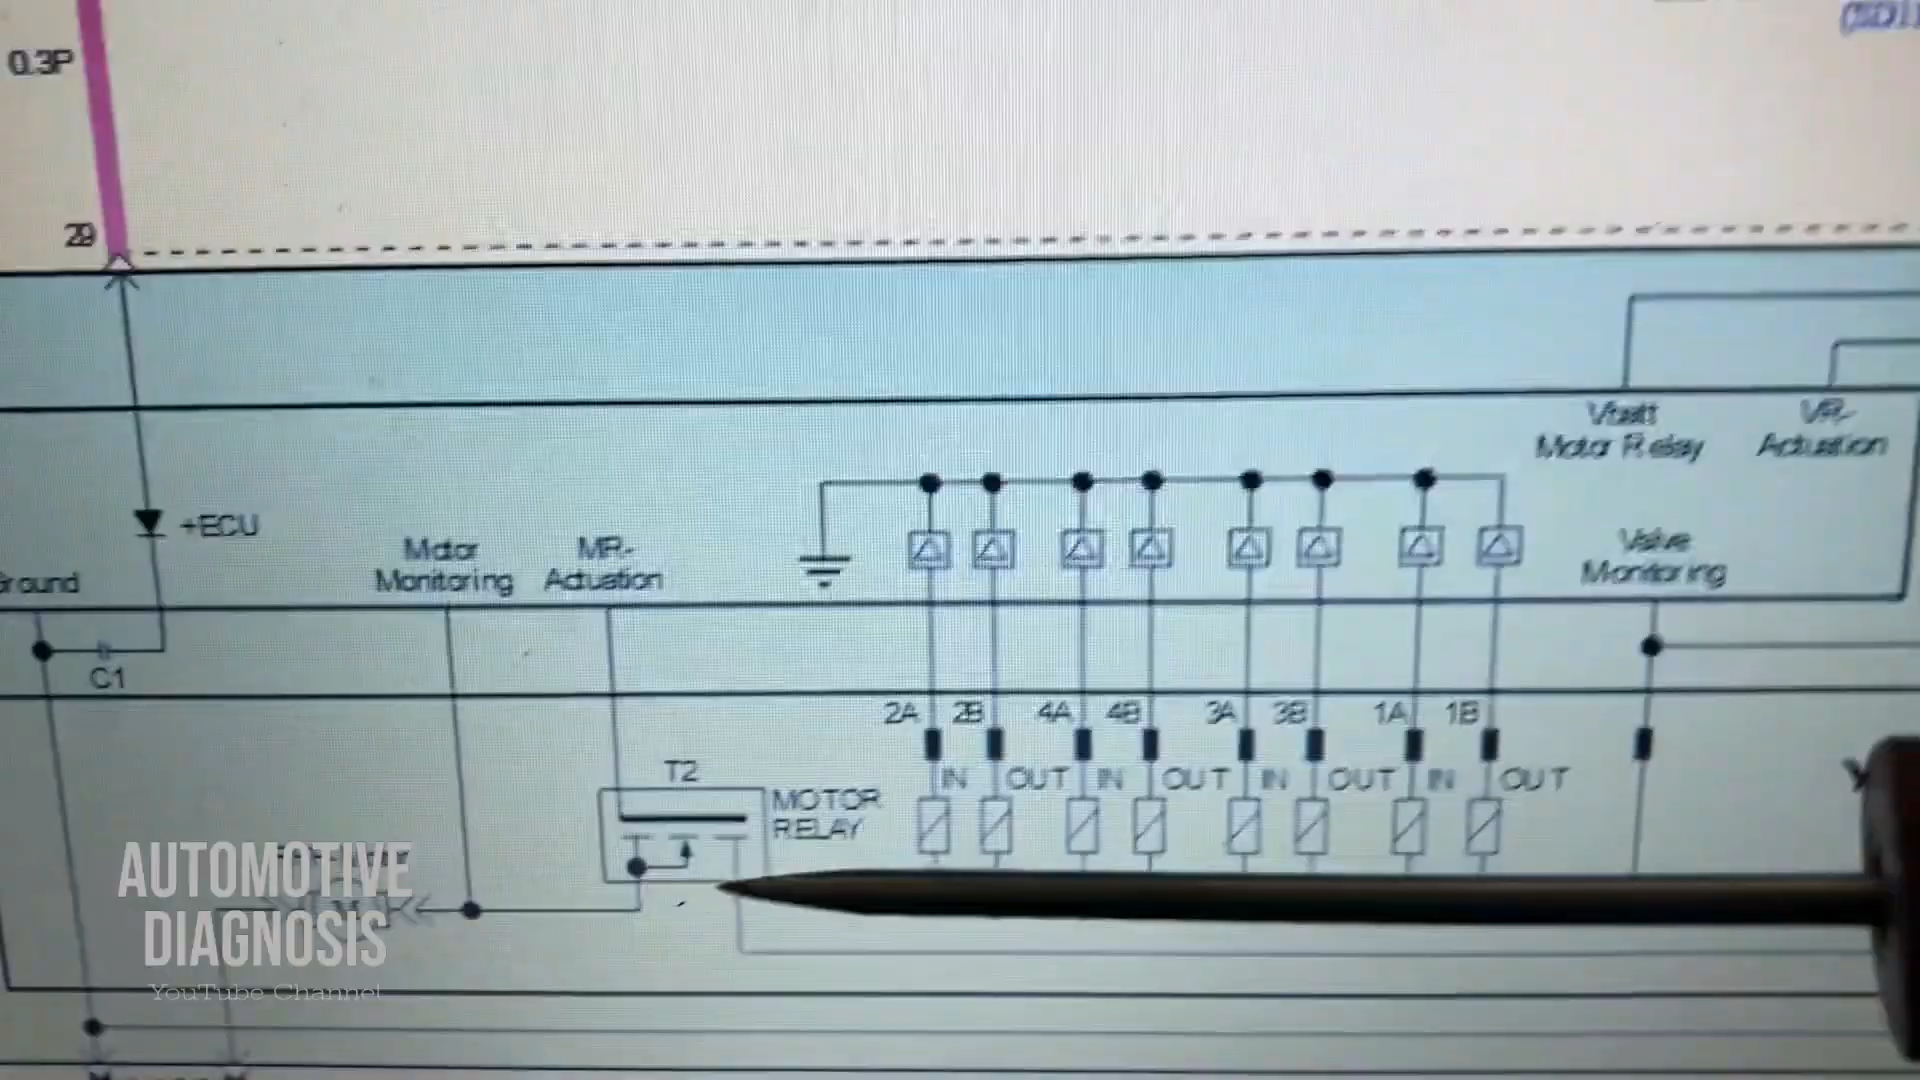 0.3P
29
+ECU
Ground
C1
Motor
Monitoring
MR-
Actuation
Vbatt
Motor Relay
VR-
Actuation
Valve
Monitoring
2A 2B 4A 4B 3A 3B 1A 1B
IN OUT IN OUT IN OUT IN OUT
T2
MOTOR
RELAY
AUTOMOTIVE
DIAGNOSIS
YouTube Channel